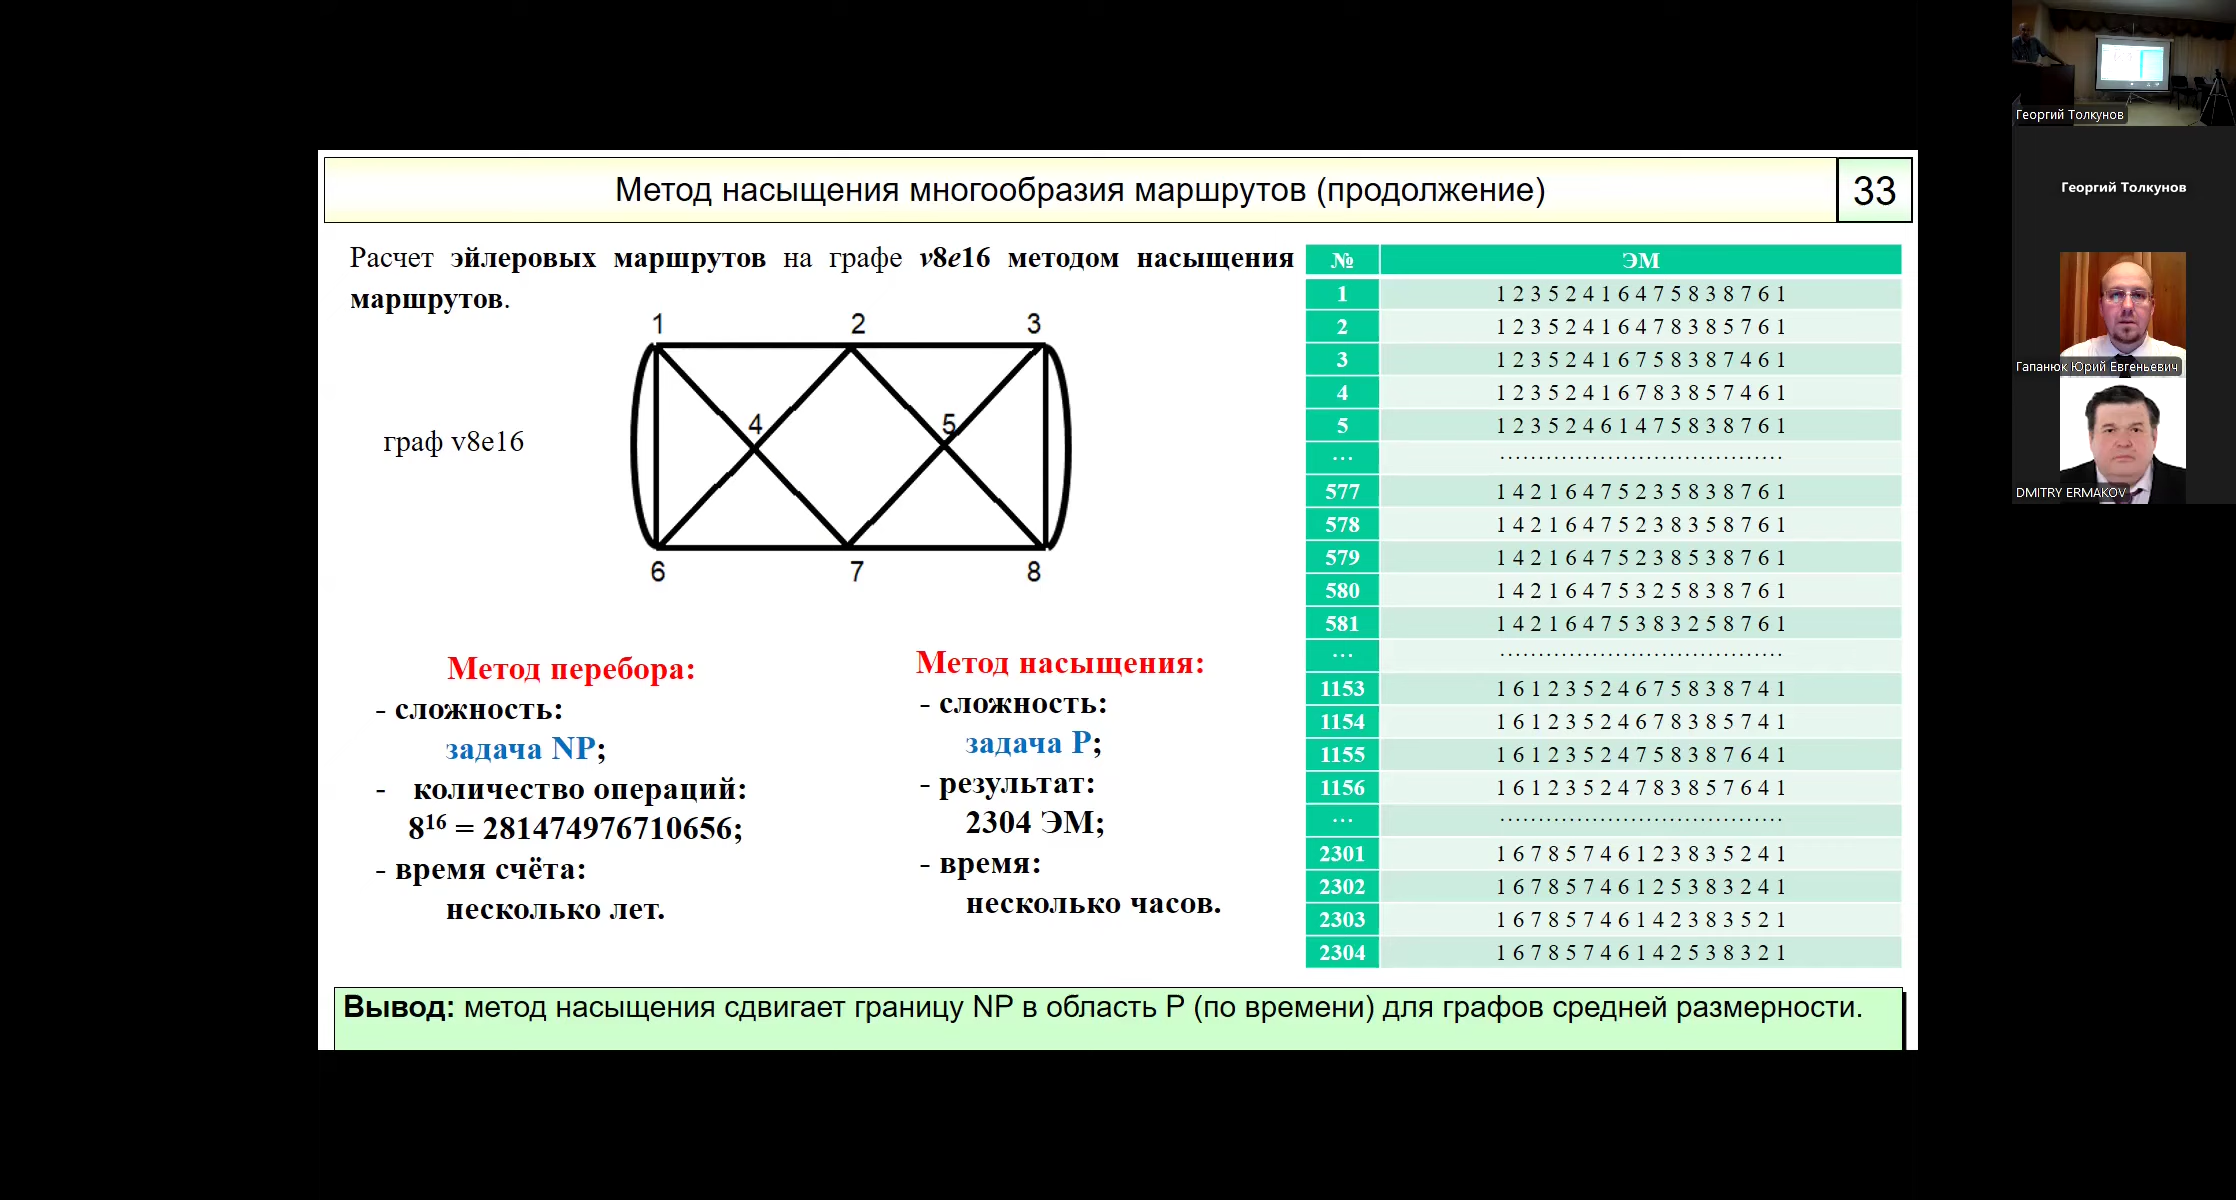 Метод насыщения многообразия маршрутов (продолжение)
33
Расчет эйлеровых маршрутов на графе v8e16 методом насыщения
маршрутов.
1 2 3
4 5
граф v8e16
6 7 8
Метод перебора:
- сложность:
задача NP;
- количество операций:
8¹⁶ = 281474976710656;
- время счёта:
несколько лет.
Метод насыщения:
- сложность:
задача P;
- результат:
2304 ЭМ;
- время:
несколько часов.
№ ЭМ
1 1 2 3 5 2 4 1 6 4 7 5 8 3 8 7 6 1
2 1 2 3 5 2 4 1 6 4 7 8 3 8 5 7 6 1
3 1 2 3 5 2 4 1 6 7 5 8 3 8 7 4 6 1
4 1 2 3 5 2 4 1 6 7 8 3 8 5 7 4 6 1
5 1 2 3 5 2 4 6 1 4 7 5 8 3 8 7 6 1
... ....................................
577 1 4 2 1 6 4 7 5 2 3 5 8 3 8 7 6 1
578 1 4 2 1 6 4 7 5 2 3 8 3 5 8 7 6 1
579 1 4 2 1 6 4 7 5 2 3 8 5 3 8 7 6 1
580 1 4 2 1 6 4 7 5 3 2 5 8 3 8 7 6 1
581 1 4 2 1 6 4 7 5 3 8 3 2 5 8 7 6 1
... ....................................
1153 1 6 1 2 3 5 2 4 6 7 5 8 3 8 7 4 1
1154 1 6 1 2 3 5 2 4 6 7 8 3 8 5 7 4 1
1155 1 6 1 2 3 5 2 4 7 5 8 3 8 7 6 4 1
1156 1 6 1 2 3 5 2 4 7 8 3 8 5 7 6 4 1
... ....................................
2301 1 6 7 8 5 7 4 6 1 2 3 8 3 5 2 4 1
2302 1 6 7 8 5 7 4 6 1 2 5 3 8 3 2 4 1
2303 1 6 7 8 5 7 4 6 1 4 2 3 8 3 5 2 1
2304 1 6 7 8 5 7 4 6 1 4 2 5 3 8 3 2 1
Вывод: метод насыщения сдвигает границу NP в область P (по времени) для графов средней размерности.
Георгий Толкунов
Георгий Толкунов
Гапанюк Юрий Евгеньевич
DMITRY ERMAKOV